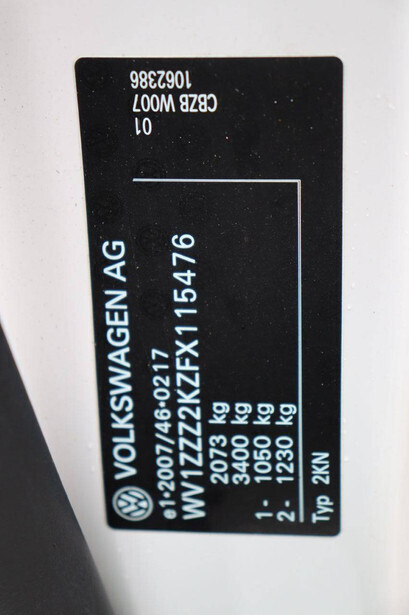 VOLKSWAGEN AG
e1*2007/46*0217
WV1ZZZ2KZFX115476
2073 kg
3400 kg
1- 1050 kg
2- 1230 kg
Typ 2KN
01
CBZB W007
1062386